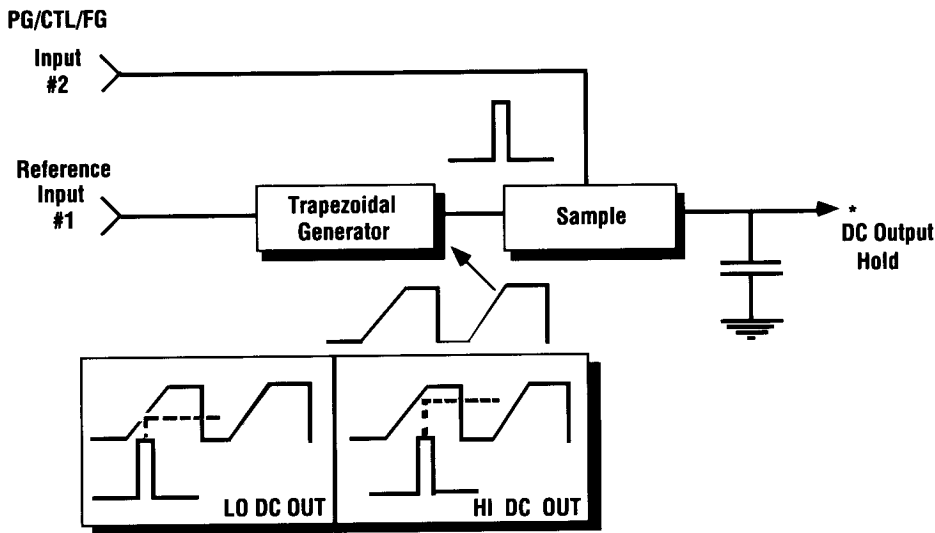 PG/CTL/FG
Input
#2
Reference
Input
#1
Trapezoidal
Generator
Sample
*
DC Output
Hold
LO DC OUT
HI DC OUT